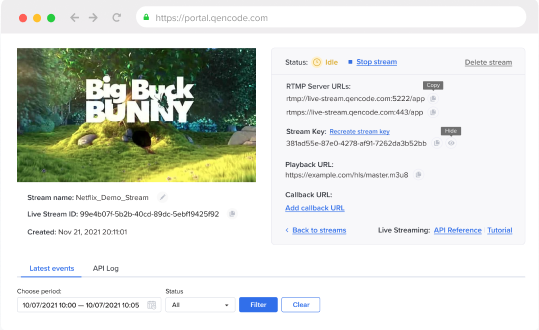 https://portal.qencode.com
Big Buck
BUNNY
Status: Idle Stop stream Delete stream
RTMP Server URLs:
Copy
rtmp://live-stream.qencode.com:5222/app
rtmps://live-stream.qencode.com:443/app
Stream Key: Recreate stream key
Hide
381ad55e-87e0-4278-af91-7262da3b52bb
Playback URL:
https://example.com/hls/master.m3u8
Callback URL:
Add callback URL
‹ Back to streams Live Streaming: API Reference Tutorial
Stream name: Netflix_Demo_Stream
Live Stream ID: 99e4b07f-5b2b-40cd-89dc-5ebf19425f92
Created: Nov 21, 2021 20:11:01
Latest events API Log
Choose period: Status
10/07/2021 10:00 — 10/07/2021 10:05 All Filter Clear